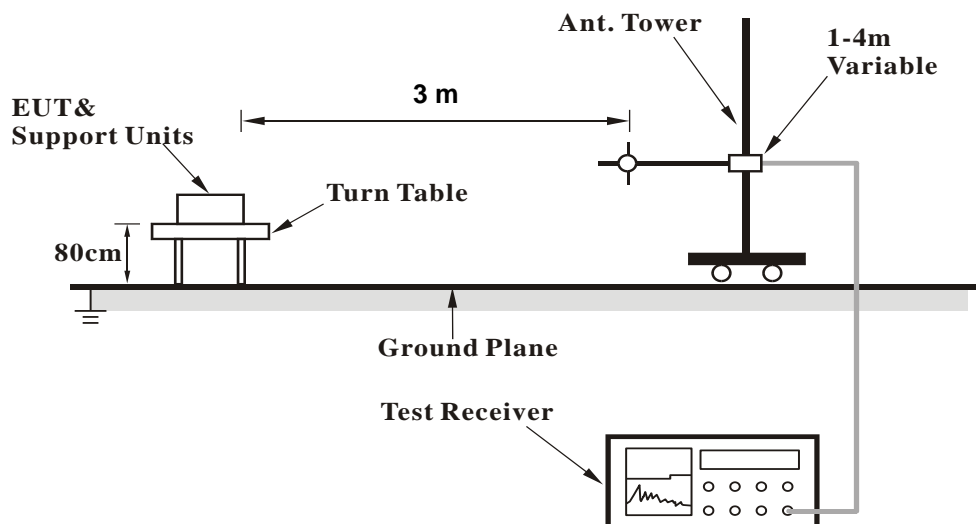 Ant. Tower
1-4m
Variable
3 m
EUT&
Support Units
Turn Table
80cm
Ground Plane
Test Receiver